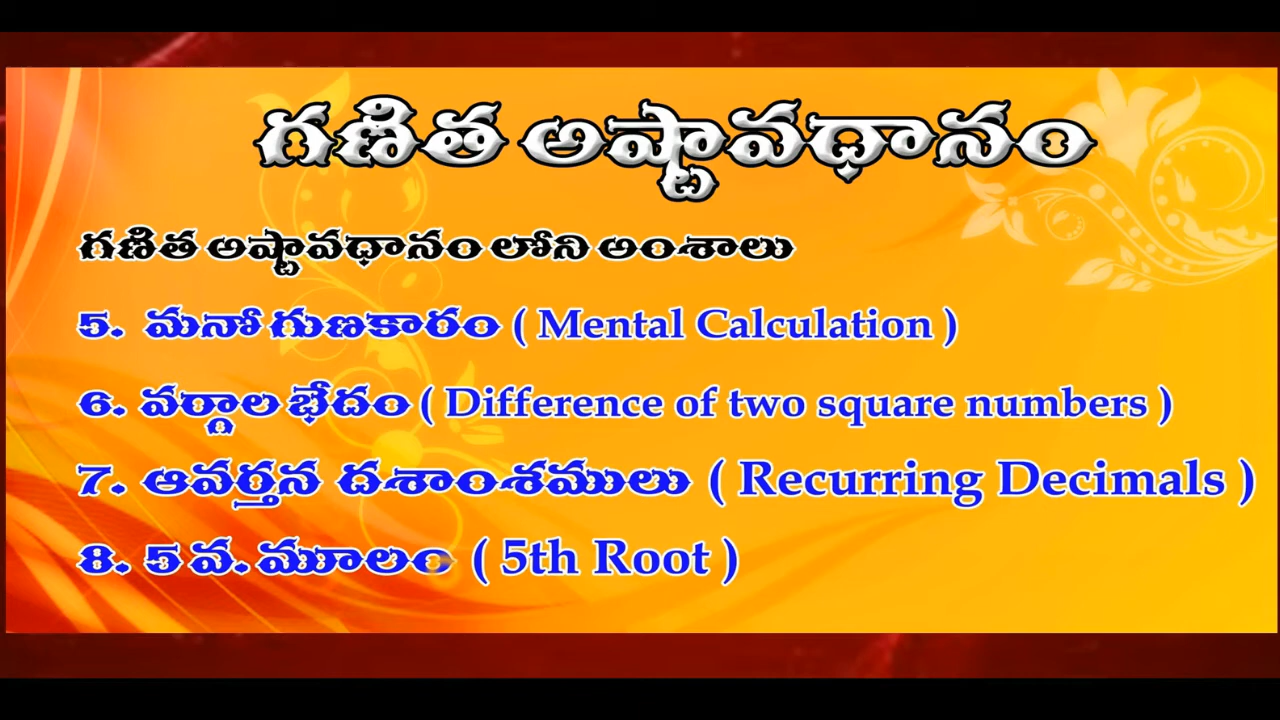 గణిత అష్టావధానం
గణిత అష్టావధానం లోని అంశాలు
5. మనో గుణకారం ( Mental Calculation )
6. వర్గాల భేదం ( Difference of two square numbers )
7. ఆవర్తన దశాంశములు ( Recurring Decimals )
8. 5 వ. మూలం ( 5th Root )